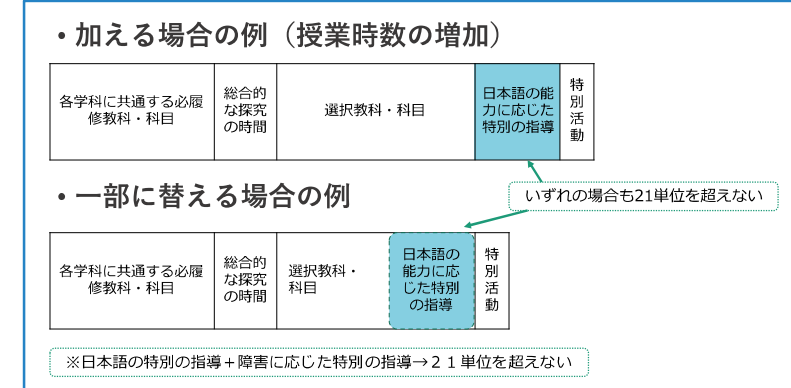 ・加える場合の例（授業時数の増加）
各学科に共通する必履
修教科・科目
総合的
な探究
の時間
選択教科・科目
日本語の能
力に応じた
特別の指導
特
別
活
動
いずれの場合も21単位を超えない
・一部に替える場合の例
各学科に共通する必履
修教科・科目
総合的
な探究
の時間
選択教科・
科目
日本語の
能力に応
じた特別
の指導
特
別
活
動
※日本語の特別の指導＋障害に応じた特別の指導→２１単位を超えない